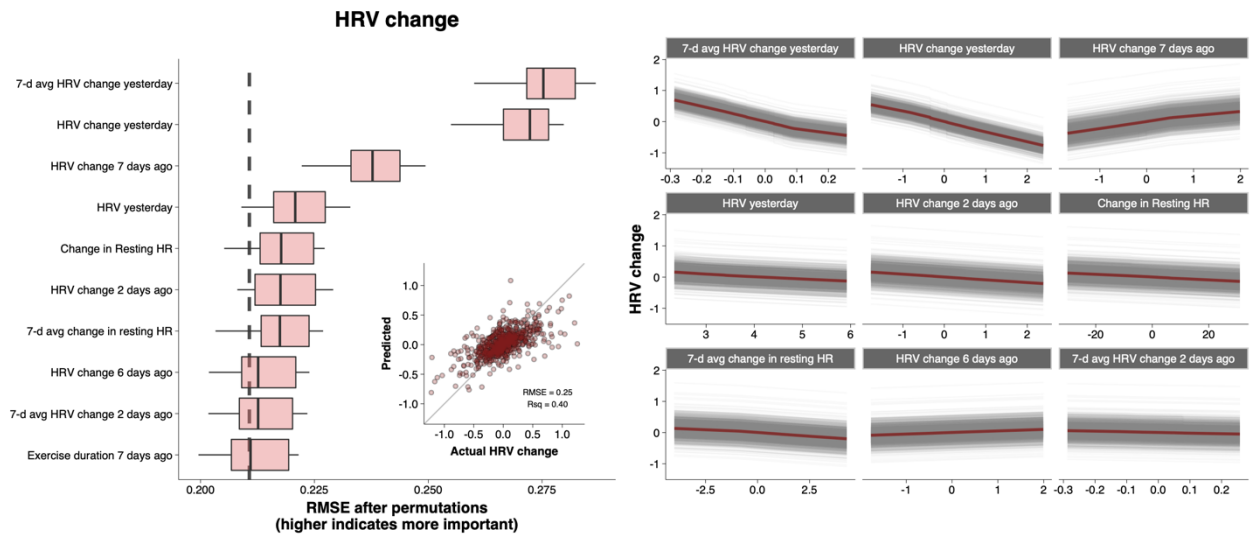 HRV change
7-d avg HRV change yesterday
HRV change yesterday
HRV change 7 days ago
HRV yesterday
Change in Resting HR
HRV change 2 days ago
7-d avg change in resting HR
HRV change 6 days ago
7-d avg HRV change 2 days ago
Exercise duration 7 days ago
0.200 0.225 0.250 0.275
RMSE after permutations
(higher indicates more important)
Predicted
1.0
0.5
0.0
-0.5
-1.0
RMSE = 0.25
Rsq = 0.40
-1.0 -0.5 0.0 0.5 1.0
Actual HRV change
HRV change
7-d avg HRV change yesterday HRV change yesterday HRV change 7 days ago
2
1
0
-1
-0.3 -0.2 -0.1 0.0 0.1 0.2 -1 0 1 2 -1 0 1 2
HRV yesterday HRV change 2 days ago Change in Resting HR
2
1
0
-1
3 4 5 6 -1 0 1 2 -20 0 20
7-d avg change in resting HR HRV change 6 days ago 7-d avg HRV change 2 days ago
2
1
0
-1
-2.5 0.0 2.5 -1 0 1 2 -0.3 -0.2 -0.1 0.0 0.1 0.2